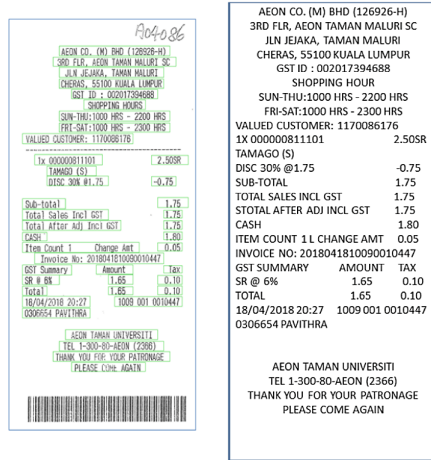 A04086
AEON CO. (M) BHD (126926-H)
3RD FLR, AEON TAMAN MALURI SC
JLN JEJAKA, TAMAN MALURI
CHERAS, 55100 KUALA LUMPUR
GST ID : 002017394688
SHOPPING HOURS
SUN-THU:1000 HRS - 2200 HRS
FRI-SAT:1000 HRS - 2300 HRS
VALUED CUSTOMER: 1170086176
1x 000000811101 2.50SR
TAMAGO (S)
DISC 30% @1.75 -0.75
Sub-total 1.75
Total Sales Incl GST 1.75
Total After Adj Incl GST 1.75
CASH 1.80
Item Count 1 Change Amt 0.05
Invoice No: 2018041810090010447
GST Summary Amount Tax
SR @ 6% 1.65 0.10
Total 1.65 0.10
18/04/2018 20:27 1009 001 0010447
0306654 PAVITHRA
AEON TAMAN UNIVERSITI
TEL 1-300-80-AEON (2366)
THANK YOU FOR YOUR PATRONAGE
PLEASE COME AGAIN
AEON CO. (M) BHD (126926-H)
3RD FLR, AEON TAMAN MALURI SC
JLN JEJAKA, TAMAN MALURI
CHERAS, 55100 KUALA LUMPUR
GST ID : 002017394688
SHOPPING HOUR
SUN-THU:1000 HRS - 2200 HRS
FRI-SAT:1000 HRS - 2300 HRS
VALUED CUSTOMER: 1170086176
1X 000000811101 2.50SR
TAMAGO (S)
DISC 30% @1.75 -0.75
SUB-TOTAL 1.75
TOTAL SALES INCL GST 1.75
STOTAL AFTER ADJ INCL GST 1.75
CASH 1.80
ITEM COUNT 1 L CHANGE AMT 0.05
INVOICE NO: 2018041810090010447
GST SUMMARY AMOUNT TAX
SR @ 6% 1.65 0.10
TOTAL 1.65 0.10
18/04/2018 20:27 1009 001 0010447
0306654 PAVITHRA
AEON TAMAN UNIVERSITI
TEL 1-300-80-AEON (2366)
THANK YOU FOR YOUR PATRONAGE
PLEASE COME AGAIN